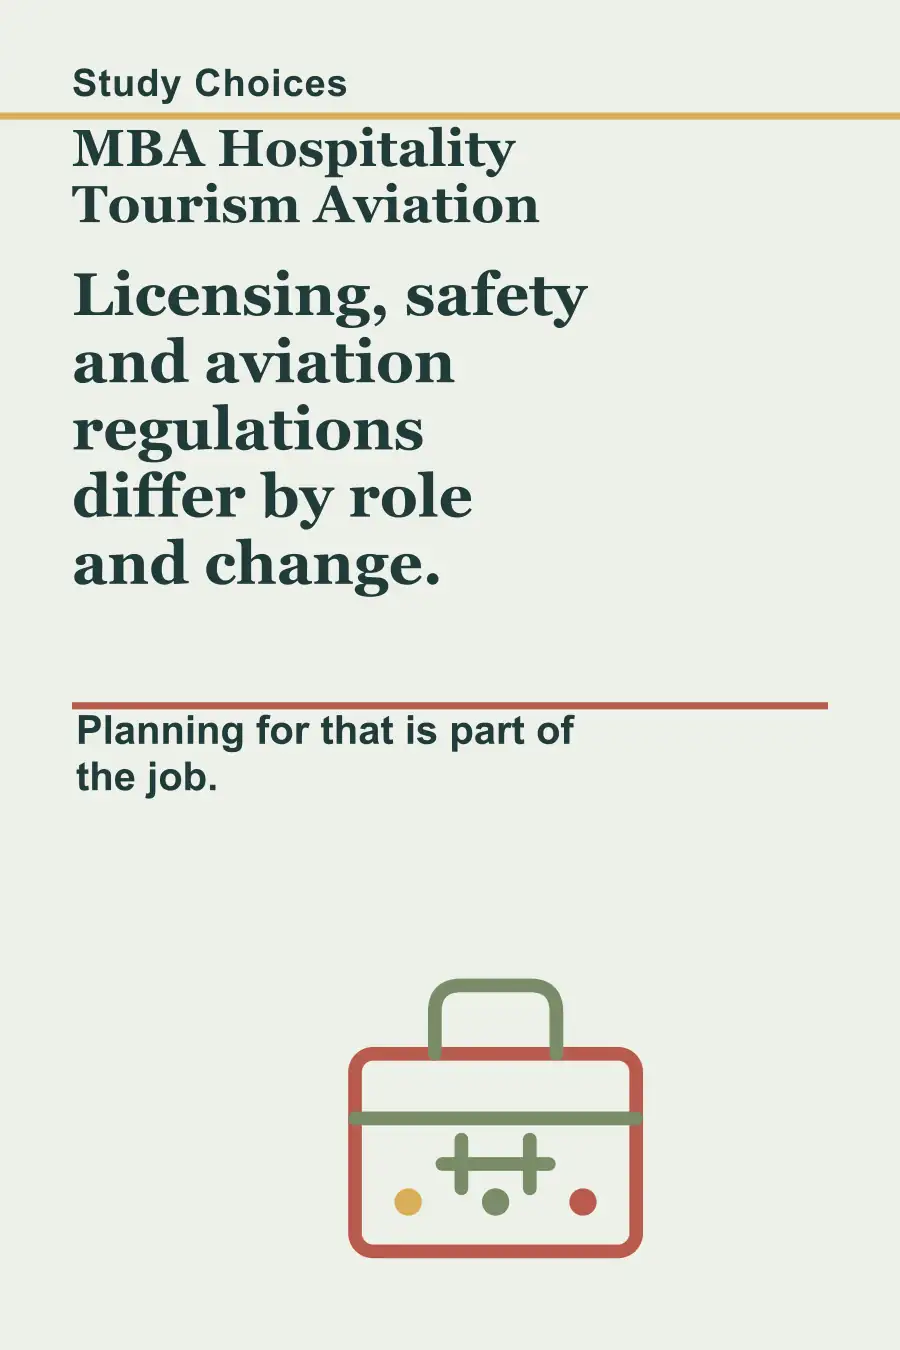 Study Choices
MBA Hospitality
Tourism Aviation
Licensing, safety
and aviation
regulations
differ by role
and change.
Planning for that is part of
the job.